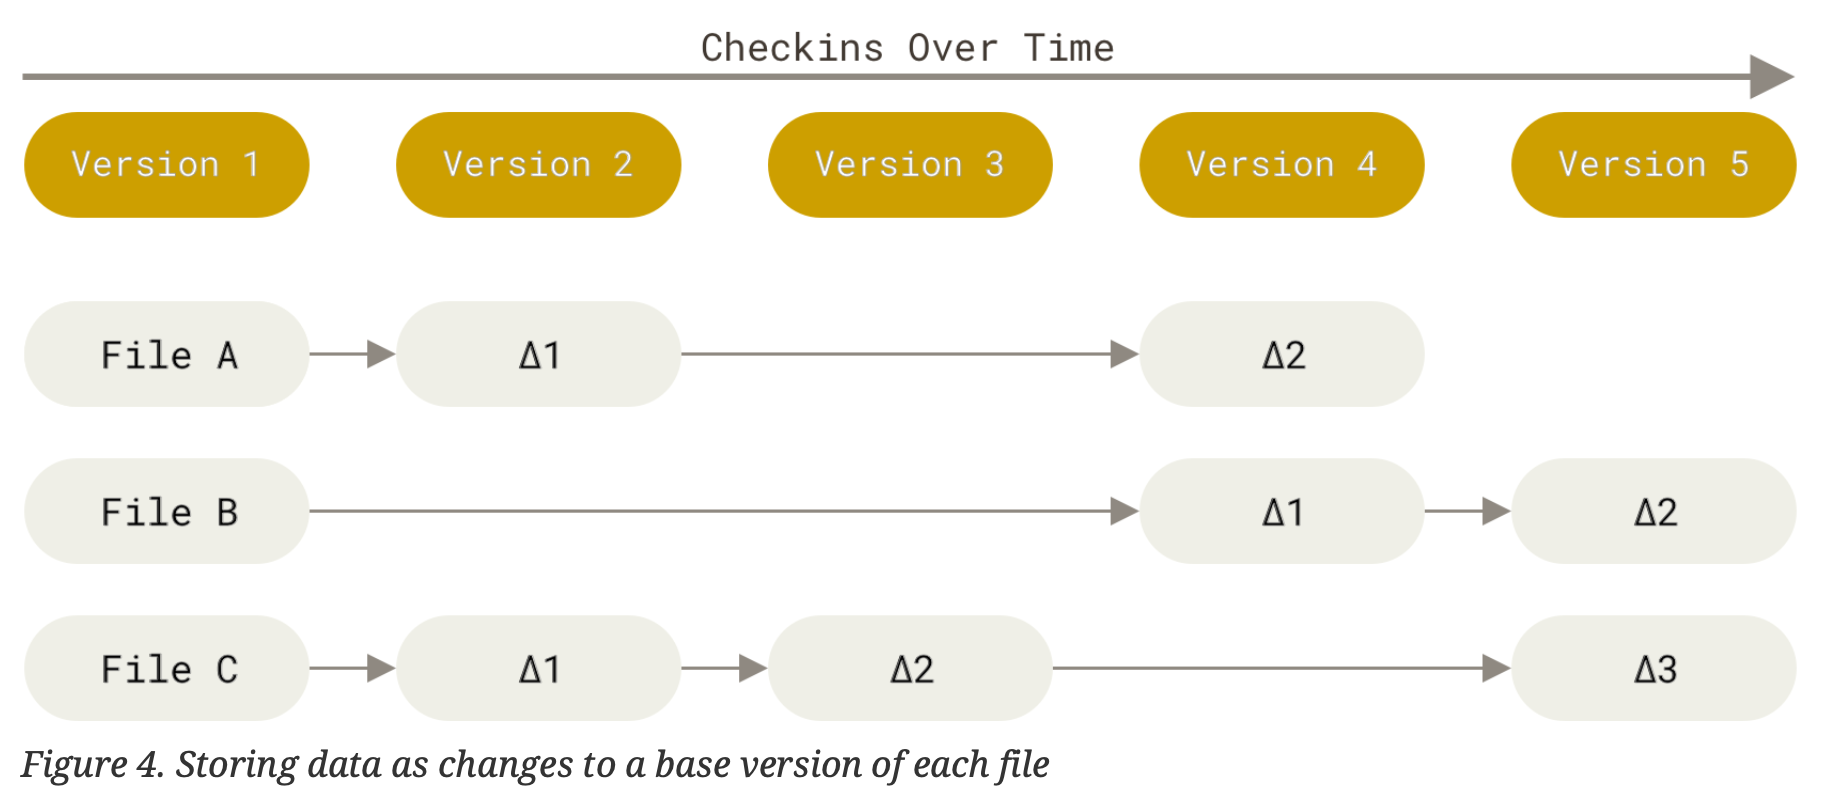 Checkins Over Time
Version 1 Version 2 Version 3 Version 4 Version 5
File A Δ1 Δ2
File B Δ1 Δ2
File C Δ1 Δ2 Δ3
Figure 4. Storing data as changes to a base version of each file